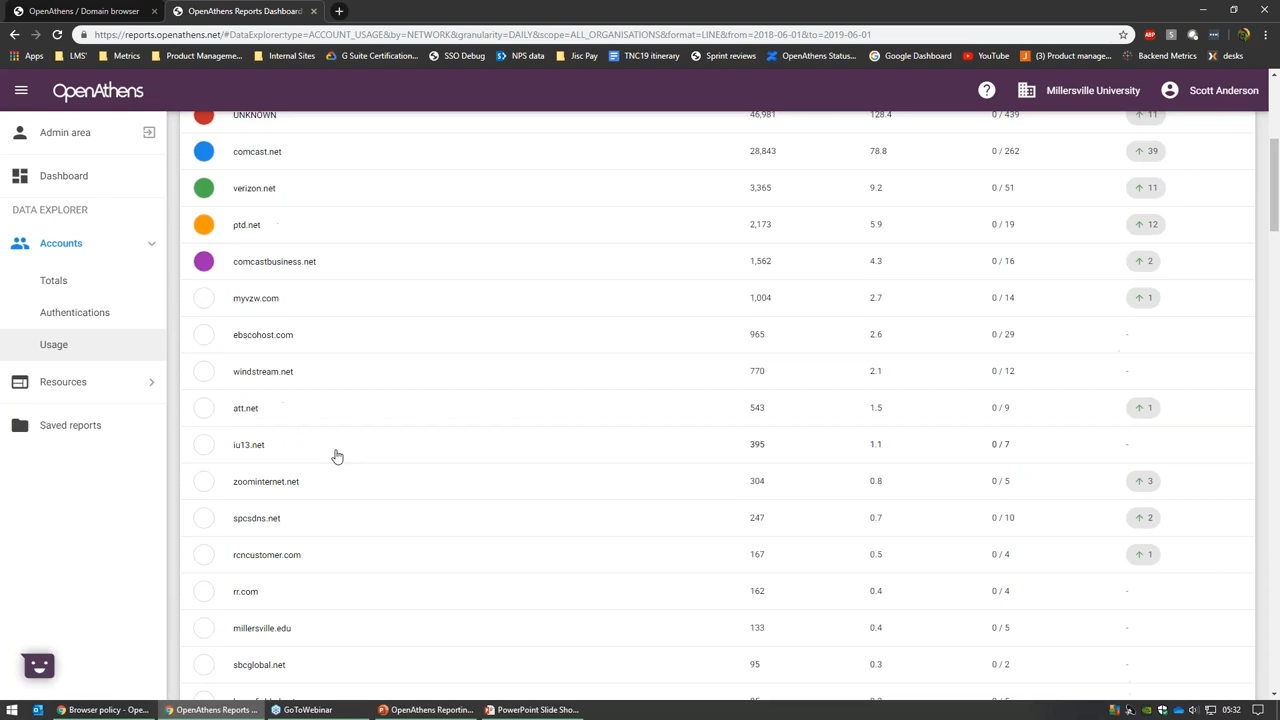 OpenAthens / Domain browser
OpenAthens Reports Dashboard
https://reports.openathens.net/#DataExplorer:type=ACCOUNT_USAGE&by=NETWORK&granularity=DAILY&scope=ALL_ORGANISATIONS&format=LINE&from=2018-06-01&to=2019-06-01
Apps LMS' Metrics Product Manageme... Internal Sites G Suite Certification... SSO Debug NPS data Jisc Pay TNC19 itinerary Sprint reviews OpenAthens Status... Google Dashboard YouTube (3) Product manage... Backend Metrics desks
OpenAthens Millersville University Scott Anderson
Admin area
Dashboard
DATA EXPLORER
Accounts
Totals
Authentications
Usage
Resources
Saved reports
UNKNOWN 46,981 128.4 0 / 439 11
comcast.net 28,843 78.8 0 / 262 39
verizon.net 3,365 9.2 0 / 51 11
ptd.net 2,173 5.9 0 / 19 12
comcastbusiness.net 1,562 4.3 0 / 16 2
myvzw.com 1,004 2.7 0 / 14 1
ebscohost.com 965 2.6 0 / 29 -
windstream.net 770 2.1 0 / 12 -
att.net 543 1.5 0 / 9 1
iu13.net 395 1.1 0 / 7 -
zoominternet.net 304 0.8 0 / 5 3
spcsdns.net 247 0.7 0 / 10 2
rcncustomer.com 167 0.5 0 / 4 1
rr.com 162 0.4 0 / 4 -
millersville.edu 133 0.4 0 / 5 -
sbcglobal.net 95 0.3 0 / 2 -
Browser policy - Ope... OpenAthens Reports ... GoToWebinar OpenAthens Reportin... PowerPoint Slide Sho... 05:32